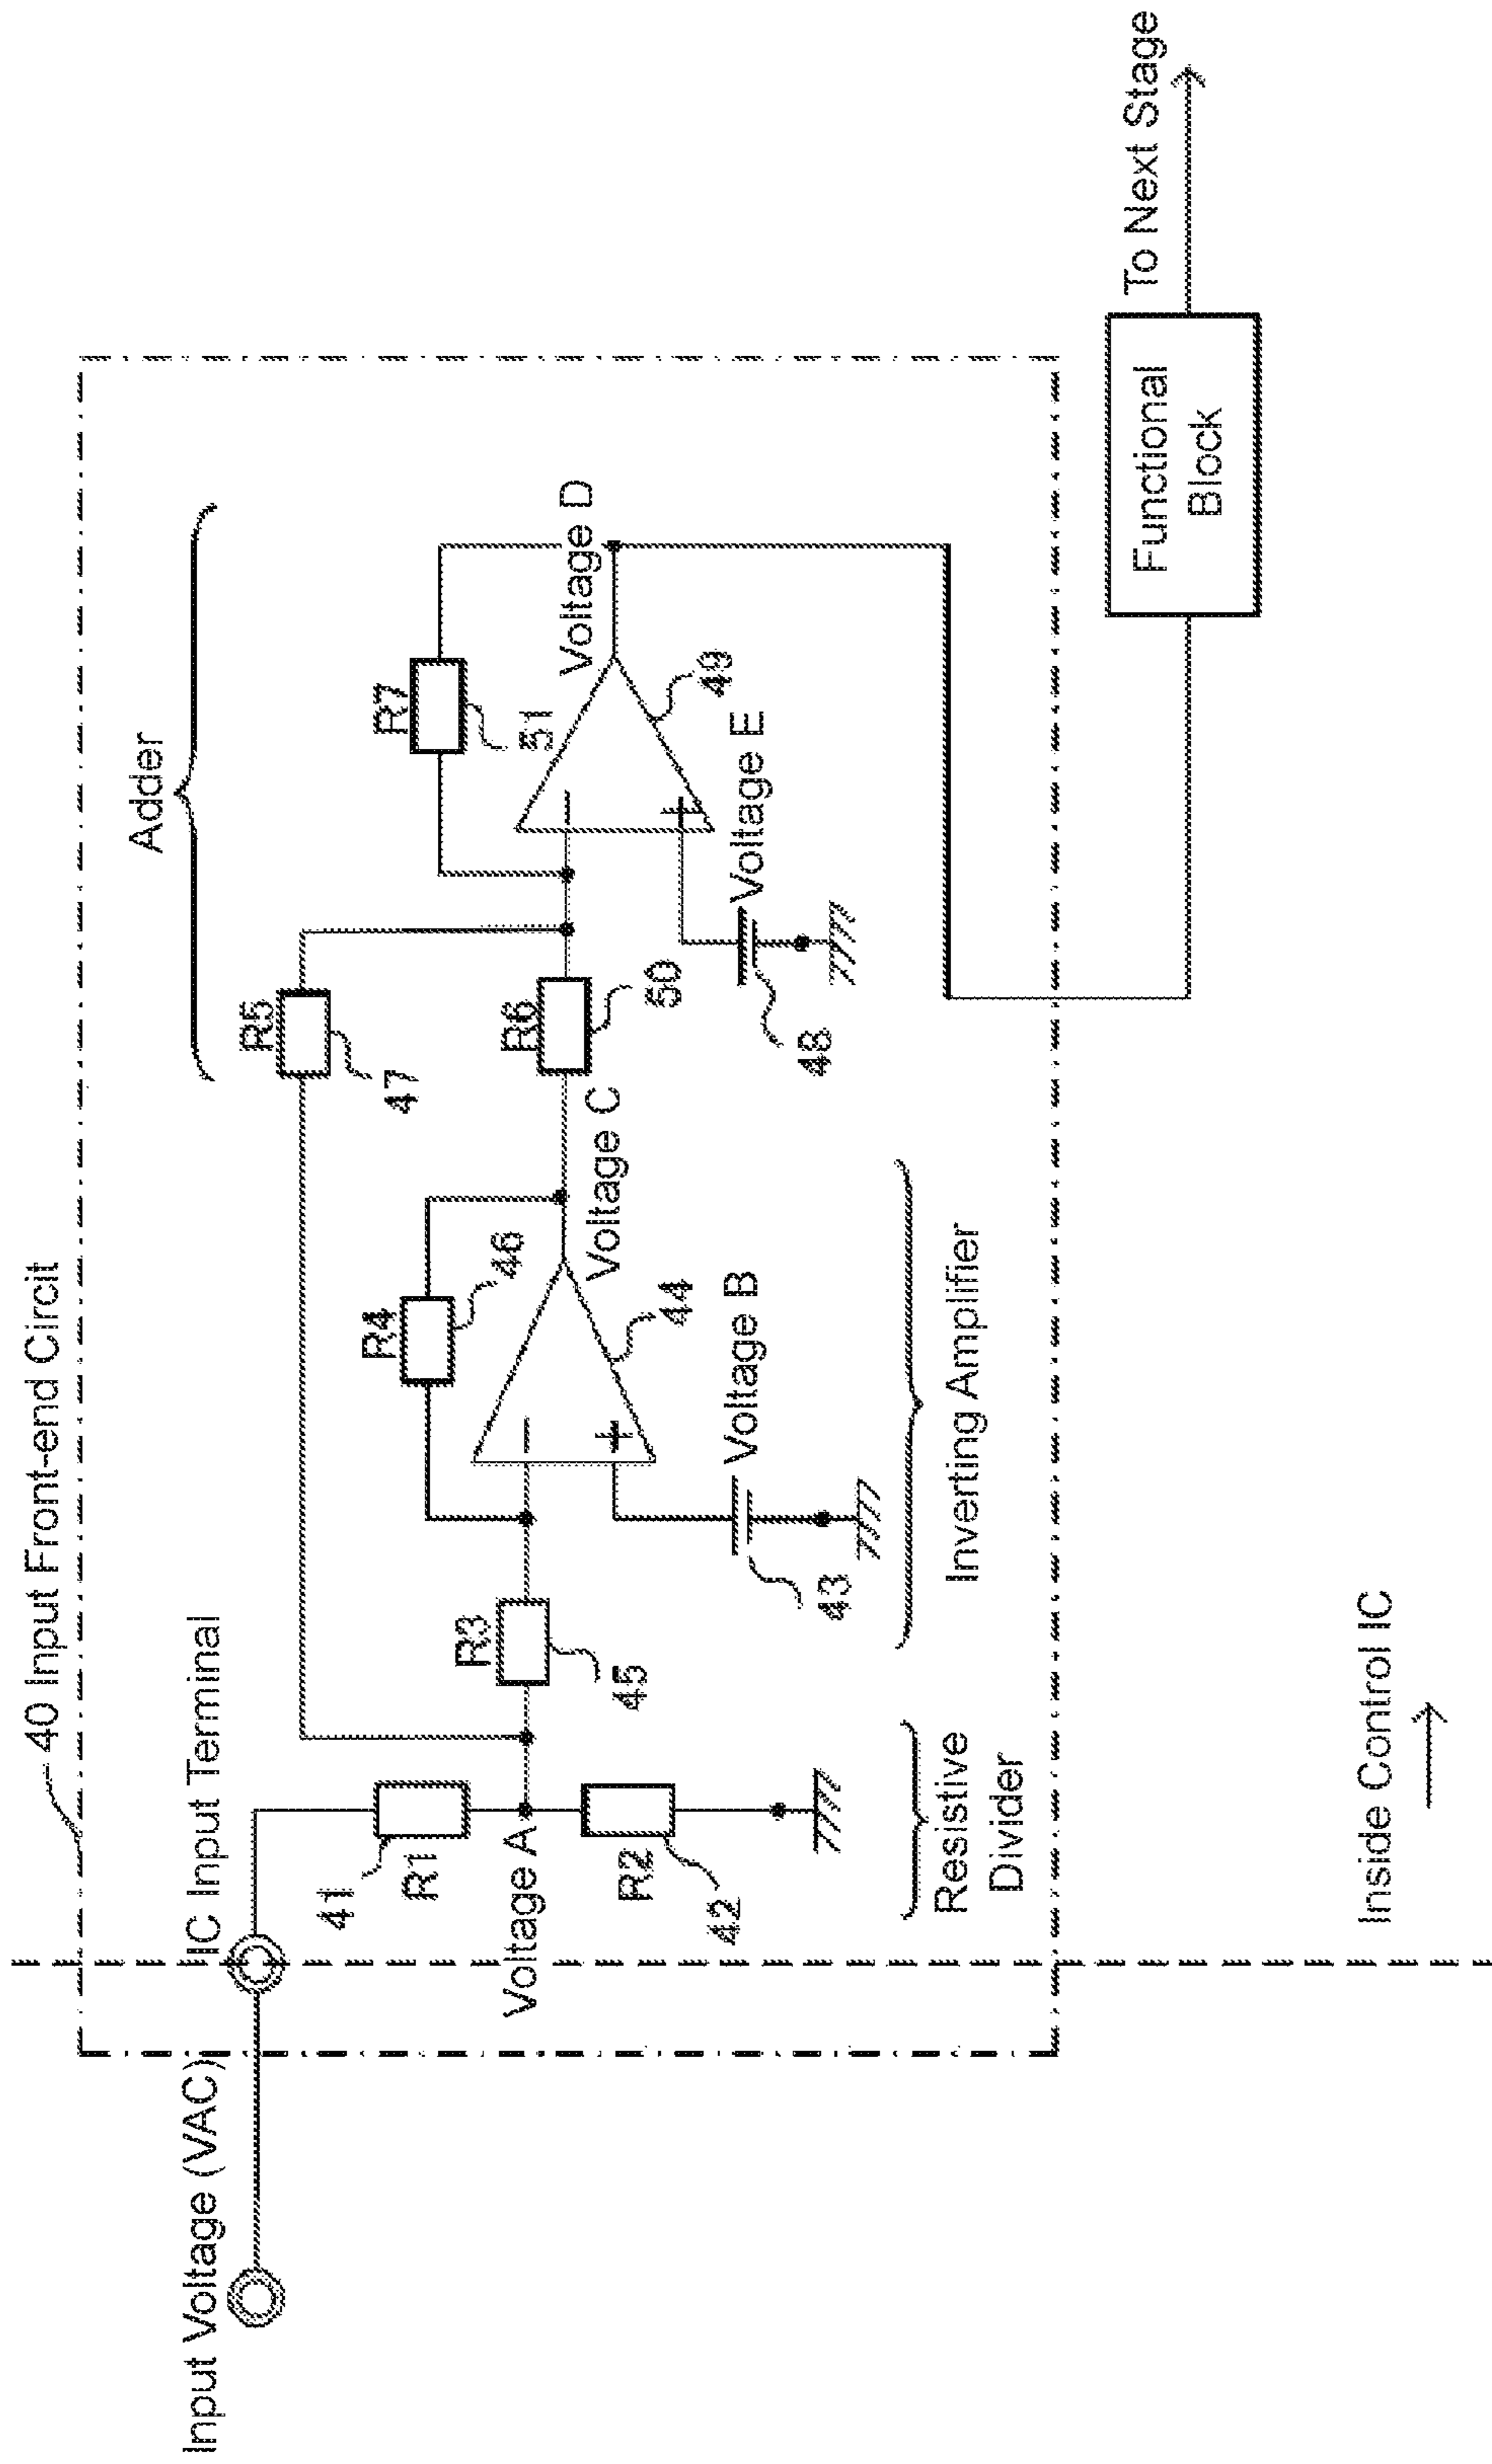 40 Input Front-end Circit
Input Voltage (VAC)
IC Input Terminal
Adder
R5
47
41
R1
Voltage A
R2
42
R3
45
R4
46
44
Voltage C
Voltage B
43
R6
50
R7
51
Voltage D
49
Voltage E
48
Resistive
Divider
Inverting Amplifier
Functional
Block
To Next Stage
Inside Control IC